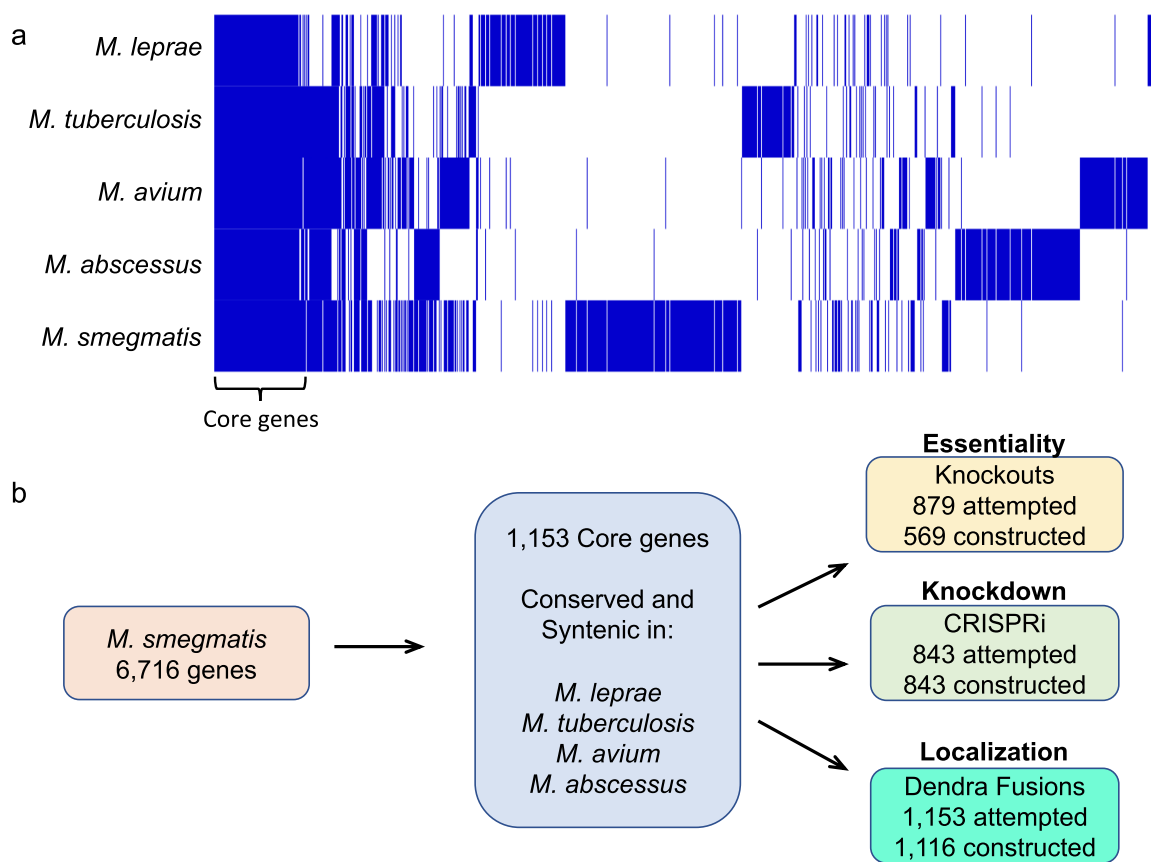 a
M. leprae
M. tuberculosis
M. avium
M. abscessus
M. smegmatis
Core genes
b
M. smegmatis
6,716 genes
1,153 Core genes
Conserved and
Syntenic in:
M. leprae
M. tuberculosis
M. avium
M. abscessus
Essentiality
Knockouts
879 attempted
569 constructed
Knockdown
CRISPRi
843 attempted
843 constructed
Localization
Dendra Fusions
1,153 attempted
1,116 constructed